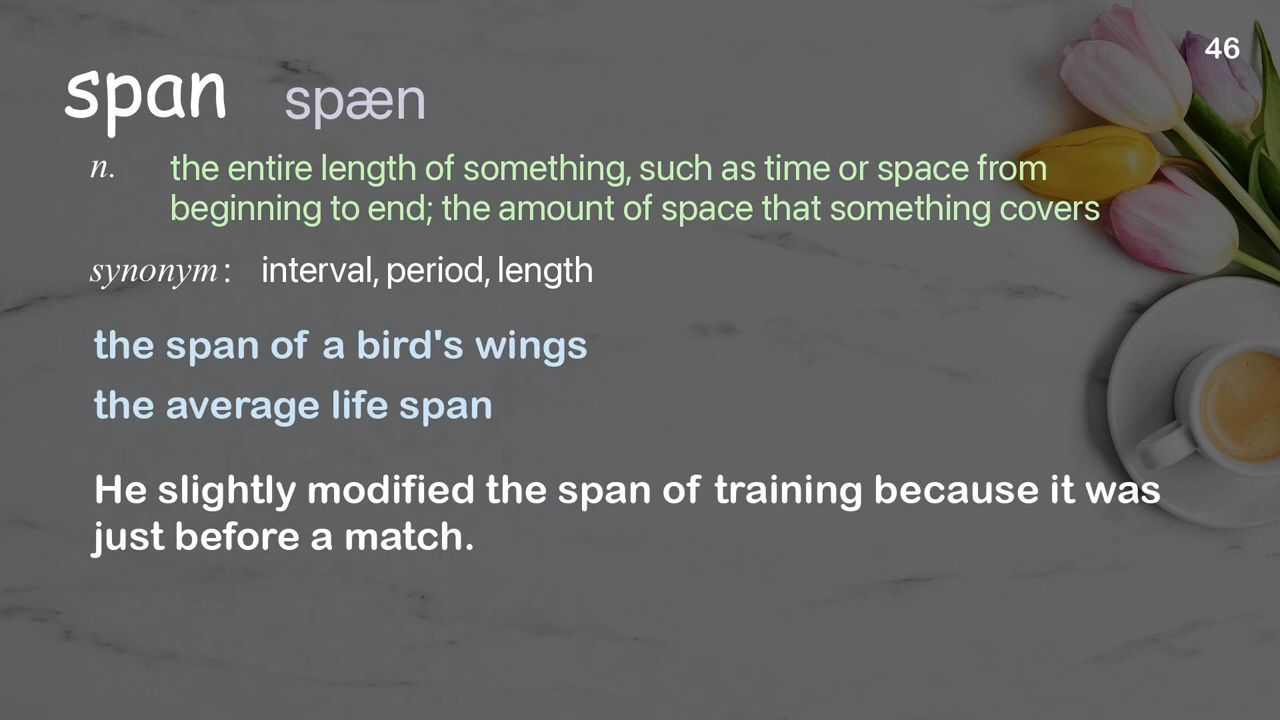 46
span spæn
n. the entire length of something, such as time or space from
beginning to end; the amount of space that something covers
synonym: interval, period, length
the span of a bird's wings
the average life span
He slightly modified the span of training because it was
just before a match.